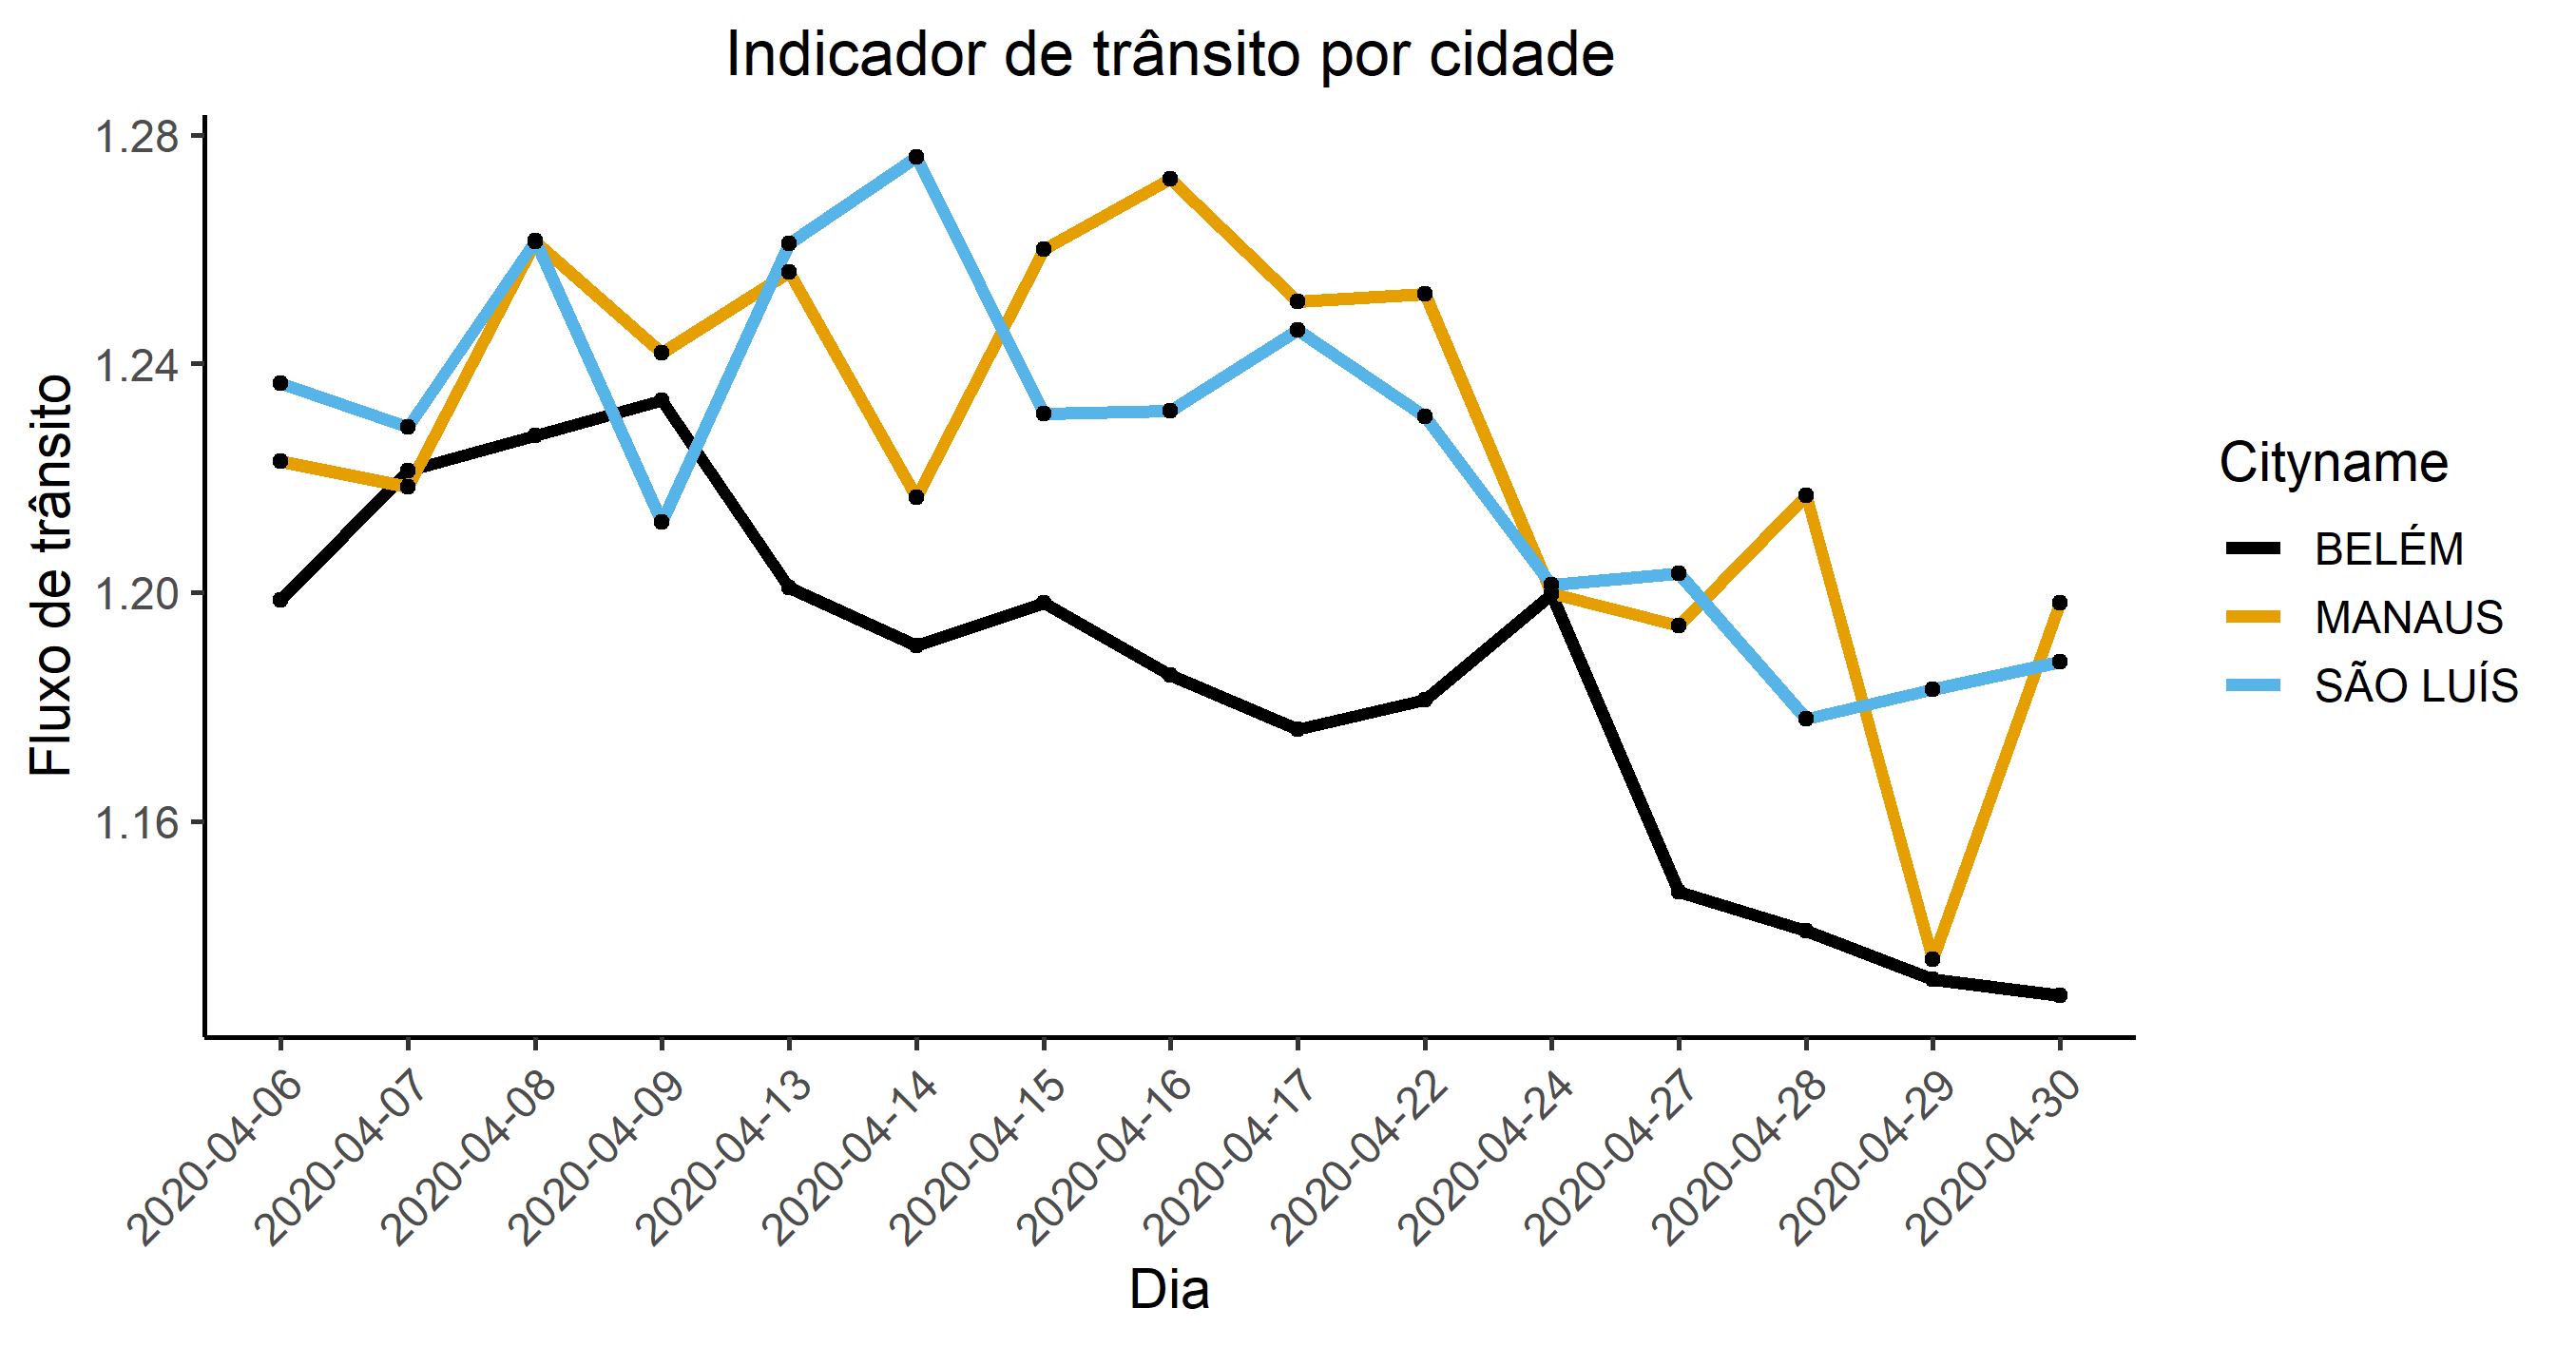 Indicador de trânsito por cidade
Fluxo de trânsito
1.28
1.24
1.20
1.16
2020-04-06
2020-04-07
2020-04-08
2020-04-09
2020-04-13
2020-04-14
2020-04-15
2020-04-16
2020-04-17
2020-04-22
2020-04-24
2020-04-27
2020-04-28
2020-04-29
2020-04-30
Dia
Cityname
BELÉM
MANAUS
SÃO LUÍS